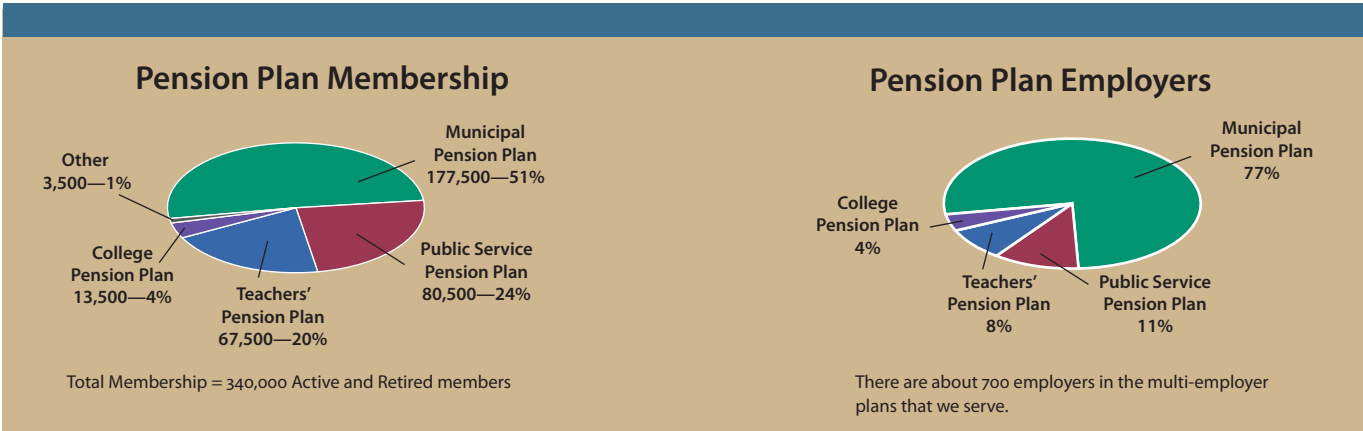 Pension Plan Membership
Municipal
Pension Plan
177,500—51%
Other
3,500—1%
College
Pension Plan
13,500—4%
Teachers’
Pension Plan
67,500—20%
Public Service
Pension Plan
80,500—24%
Total Membership = 340,000 Active and Retired members
Pension Plan Employers
Municipal
Pension Plan
77%
College
Pension Plan
4%
Teachers’
Pension Plan
8%
Public Service
Pension Plan
11%
There are about 700 employers in the multi-employer
plans that we serve.